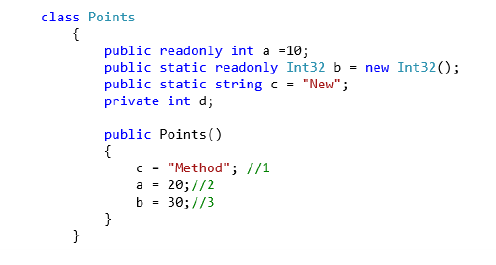 class Points
{
public readonly int a =10;
public static readonly Int32 b = new Int32();
public static string c = "New";
private int d;
public Points()
{
c = "Method"; //1
a = 20;//2
b = 30;//3
}
}